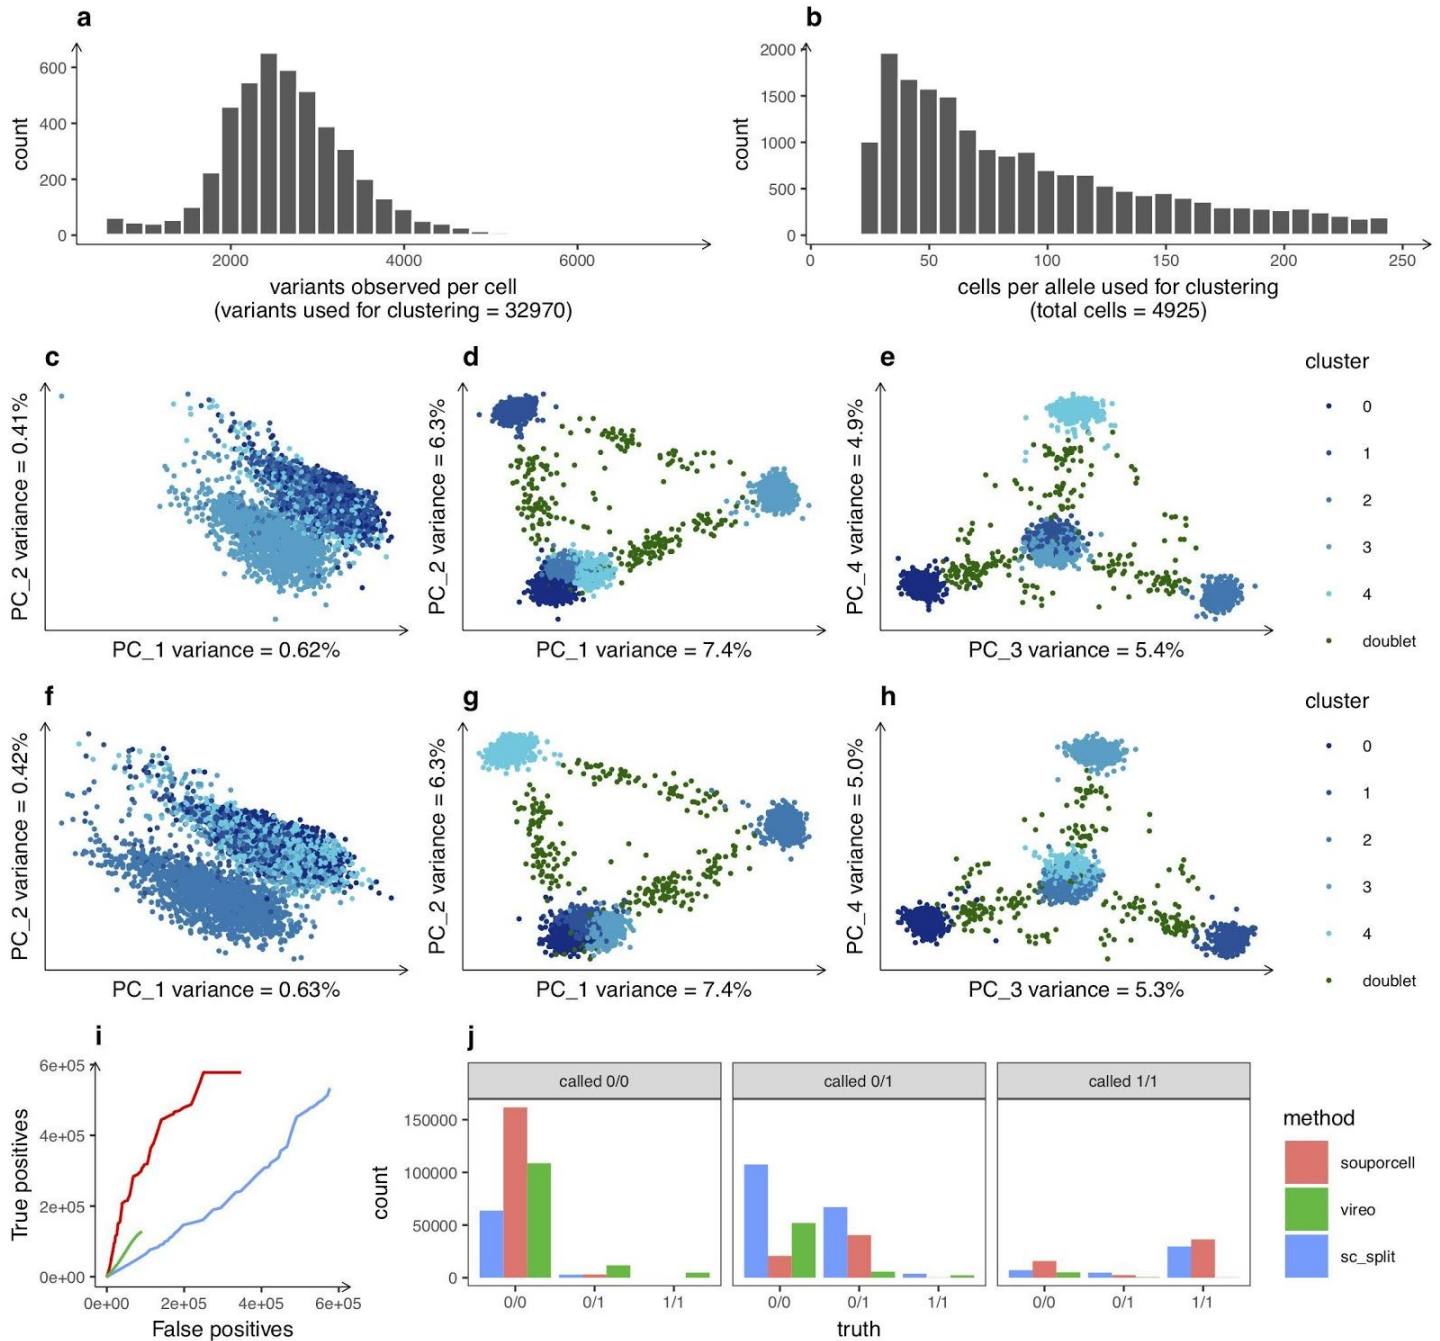 a
count
600
400
200
0
2000
4000
6000
variants observed per cell
(variants used for clustering = 32970)
b
count
2000
1500
1000
500
0
0
50
100
150
200
250
cells per allele used for clustering
(total cells = 4925)
c
PC_2 variance = 0.41%
PC_1 variance = 0.62%
d
PC_2 variance = 6.3%
PC_1 variance = 7.4%
e
PC_4 variance = 4.9%
PC_3 variance = 5.4%
cluster
0
1
2
3
4
doublet
f
PC_2 variance = 0.42%
PC_1 variance = 0.63%
g
PC_2 variance = 6.3%
PC_1 variance = 7.4%
h
PC_4 variance = 5.0%
PC_3 variance = 5.3%
cluster
0
1
2
3
4
doublet
i
True positives
6e+05
4e+05
2e+05
0e+00
0e+00
2e+05
4e+05
6e+05
False positives
j
called 0/0
called 0/1
called 1/1
count
150000
100000
50000
0
0/0
0/1
1/1
0/0
0/1
1/1
0/0
0/1
1/1
truth
method
souporcell
vireo
sc_split